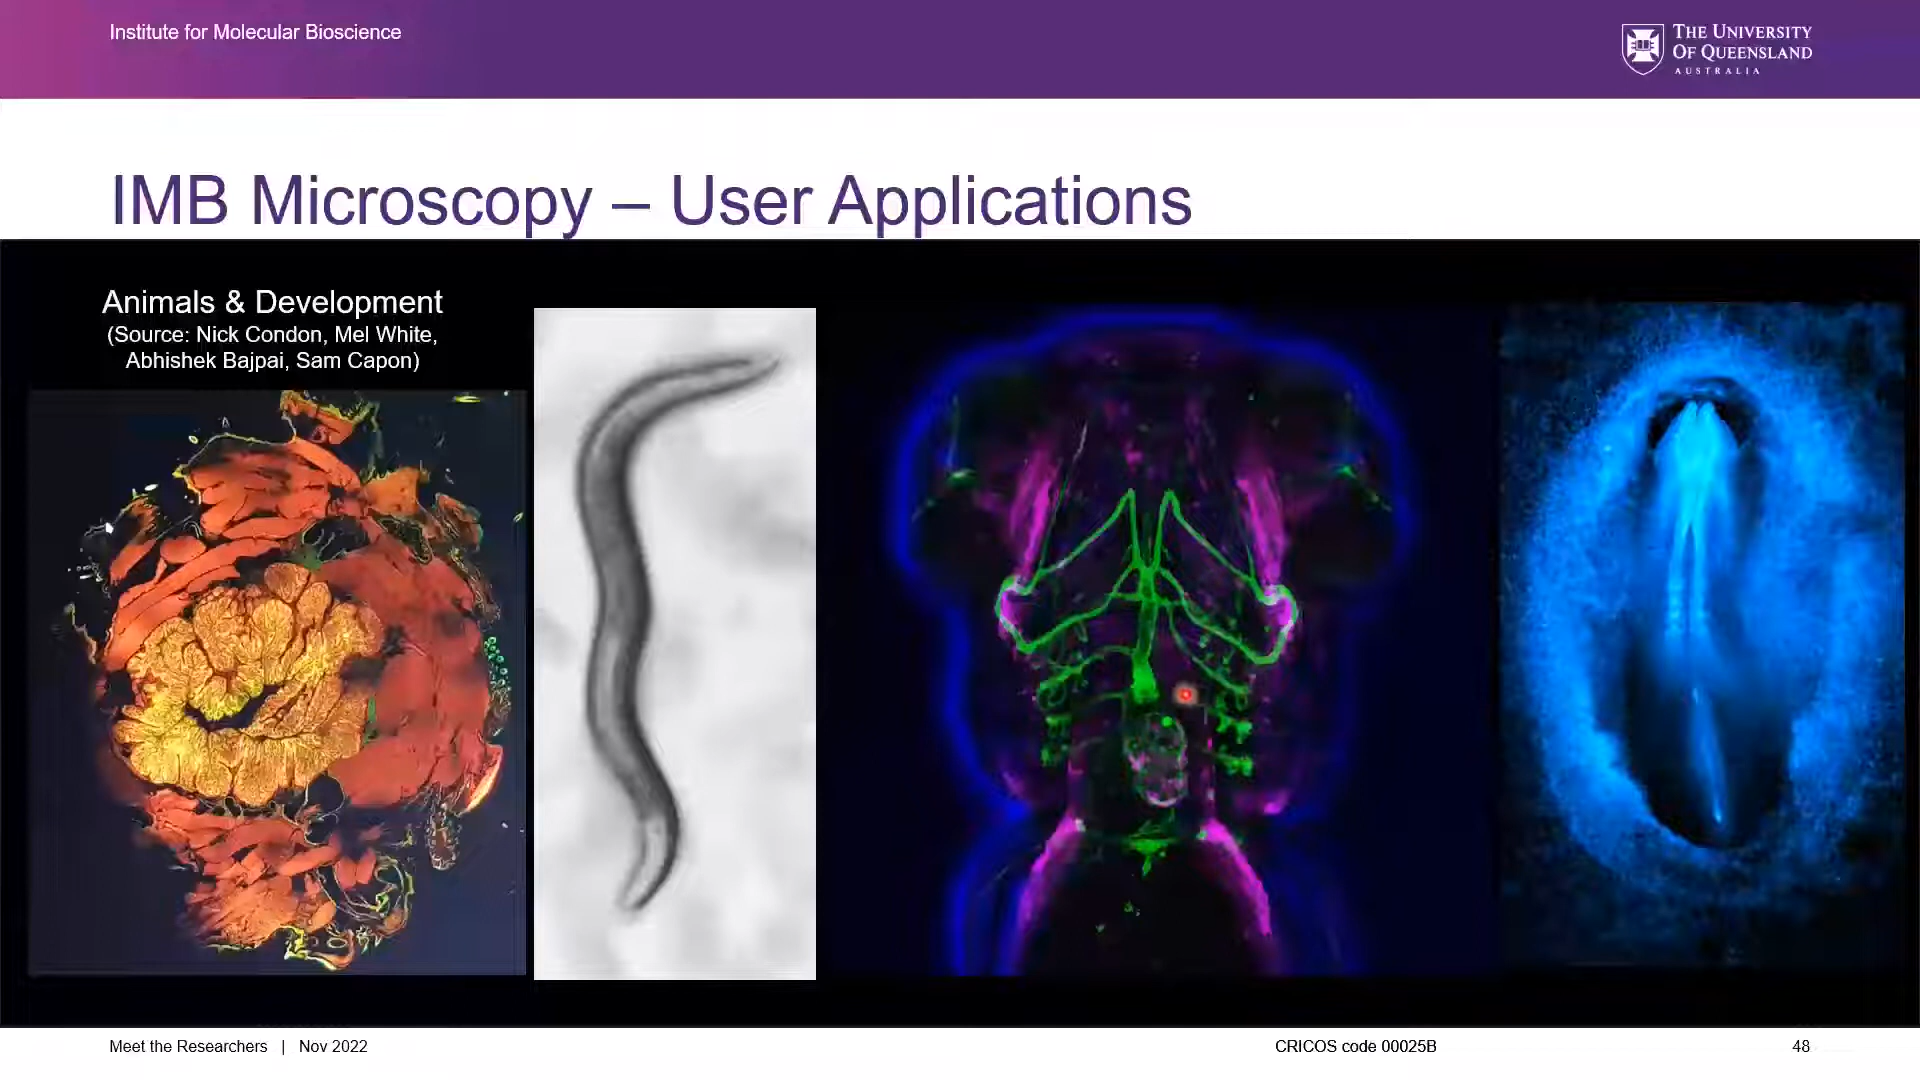 Institute for Molecular Bioscience
THE UNIVERSITY
OF QUEENSLAND
AUSTRALIA
IMB Microscopy – User Applications
Animals & Development
(Source: Nick Condon, Mel White,
Abhishek Bajpai, Sam Capon)
Meet the Researchers | Nov 2022
CRICOS code 00025B
48